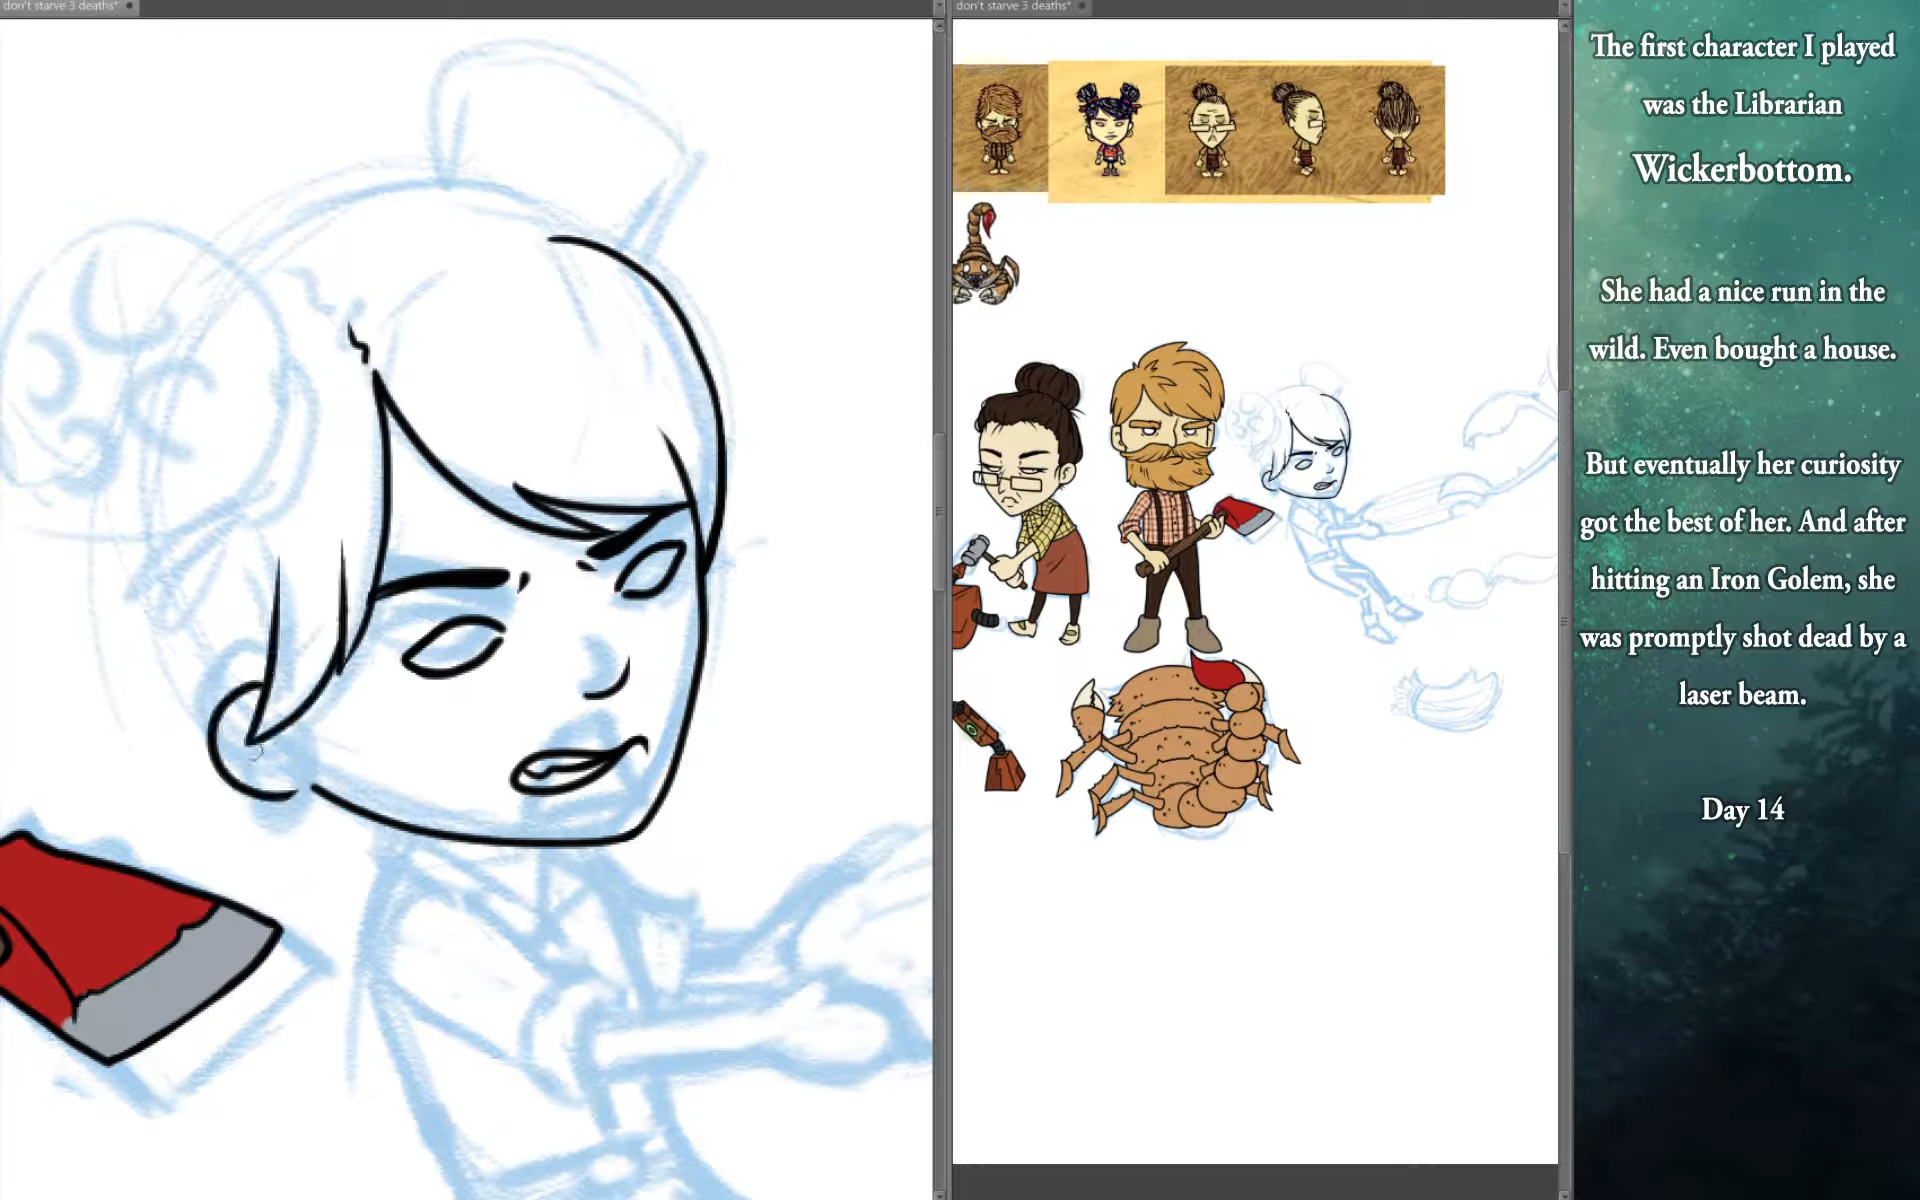 don't starve 3 deaths*
don't starve 3 deaths*
The first character I played
was the Librarian
Wickerbottom.
She had a nice run in the
wild. Even bought a house.
But eventually her curiosity
got the best of her. And after
hitting an Iron Golem, she
was promptly shot dead by a
laser beam.
Day 14